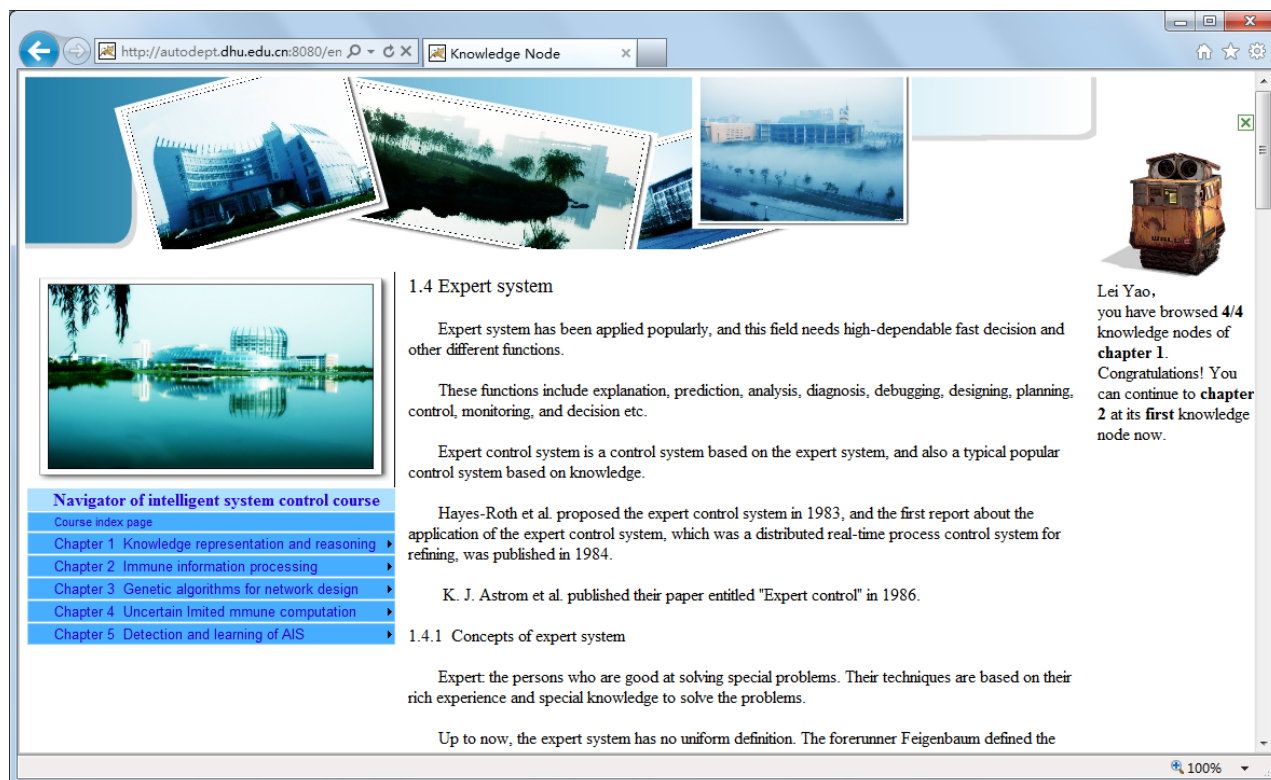 http://autodept.dhu.edu.cn:8080/en
Knowledge Node
WALL
1.4 Expert system
Expert system has been applied popularly, and this field needs high-dependable fast decision and
other different functions.
These functions include explanation, prediction, analysis, diagnosis, debugging, designing, planning,
control, monitoring, and decision etc.
Expert control system is a control system based on the expert system, and also a typical popular
control system based on knowledge.
Hayes-Roth et al. proposed the expert control system in 1983, and the first report about the
application of the expert control system, which was a distributed real-time process control system for
refining, was published in 1984.
K. J. Astrom et al. published their paper entitled "Expert control" in 1986.
1.4.1 Concepts of expert system
Expert: the persons who are good at solving special problems. Their techniques are based on their
rich experience and special knowledge to solve the problems.
Up to now, the expert system has no uniform definition. The forerunner Feigenbaum defined the
Navigator of intelligent system control course
Course index page
Chapter 1 Knowledge representation and reasoning
Chapter 2 Immune information processing
Chapter 3 Genetic algorithms for network design
Chapter 4 Uncertain lmited mmune computation
Chapter 5 Detection and learning of AIS
Lei Yao,
you have browsed 4/4
knowledge nodes of
chapter 1.
Congratulations! You
can continue to chapter
2 at its first knowledge
node now.
100%